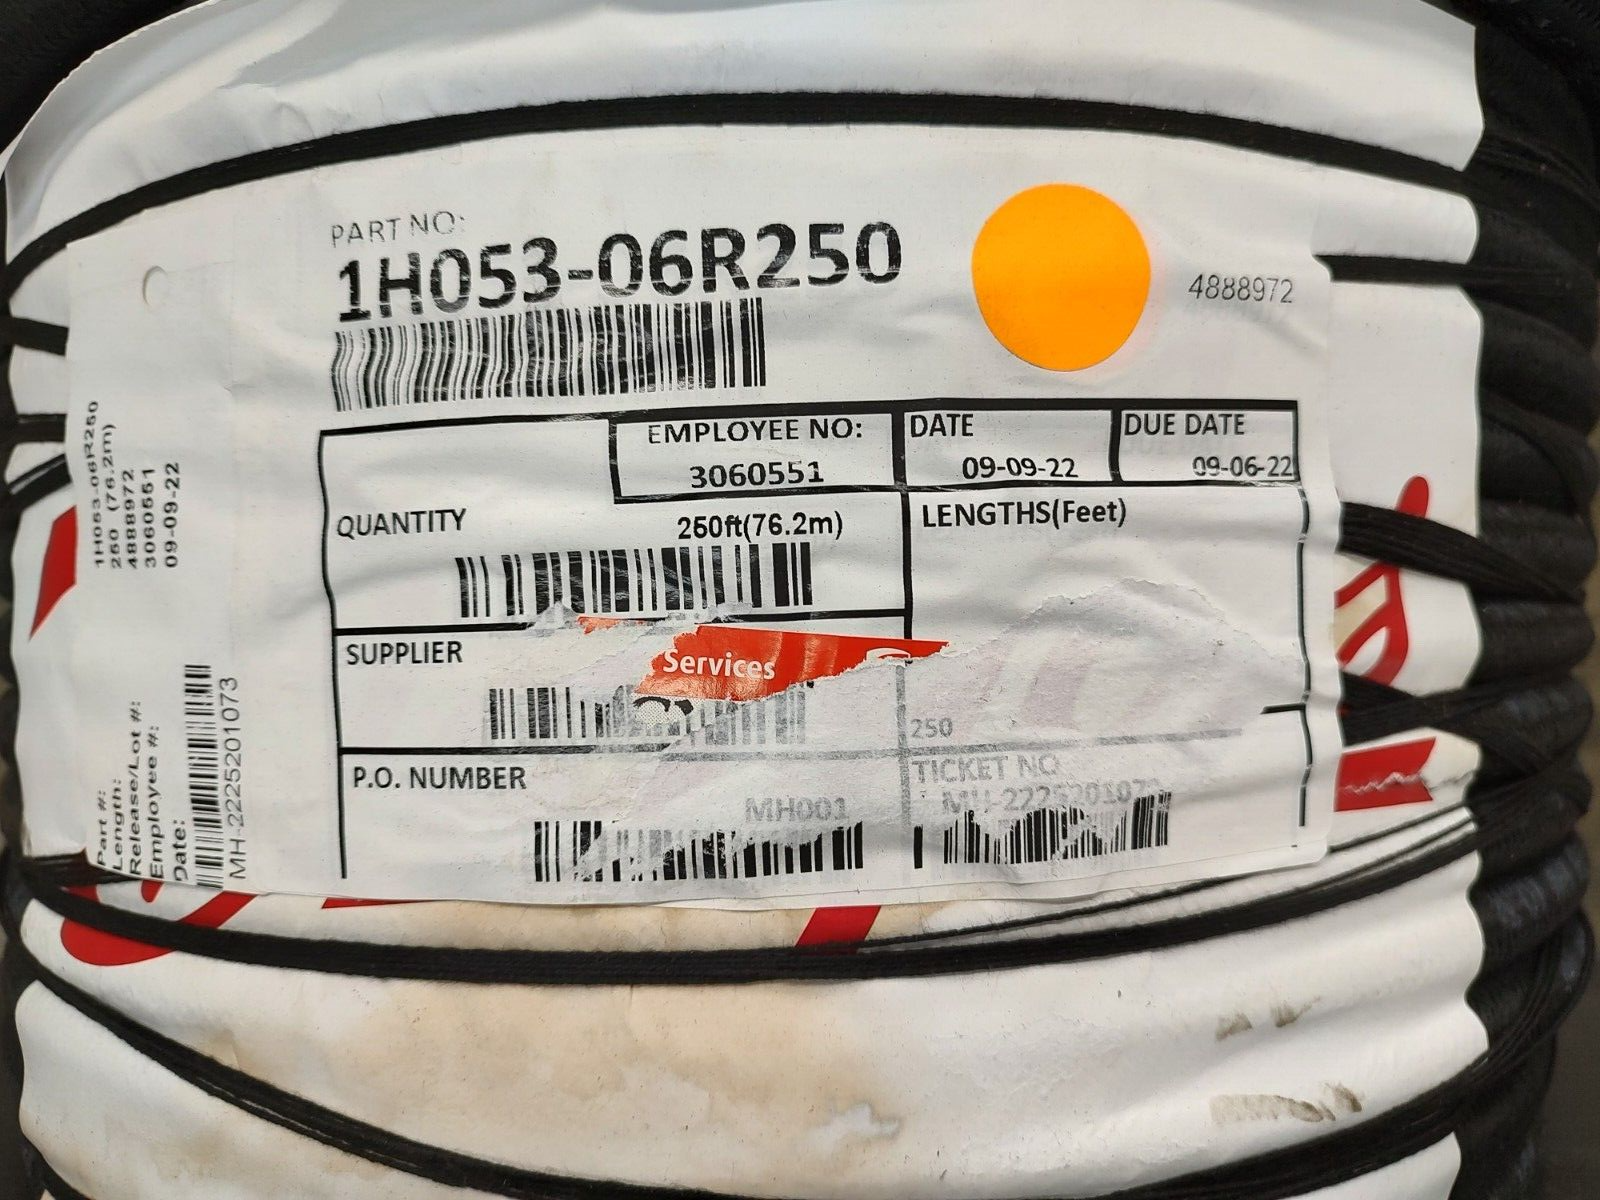 PART NO:
1H053-06R250
4888972
EMPLOYEE NO:
3060551
DATE
09-09-22
DUE DATE
09-06-22
QUANTITY
250ft(76.2m)
LENGTHS(Feet)
250
SUPPLIER
Services
P.O. NUMBER
MH001
TICKET NO
MH-2225201073
Part #: 1H053-06R250
Length: 250 (76.2m)
Release/Lot #: 4888972
Employee #: 3060551
Date: 09-09-22
MH-2225201073